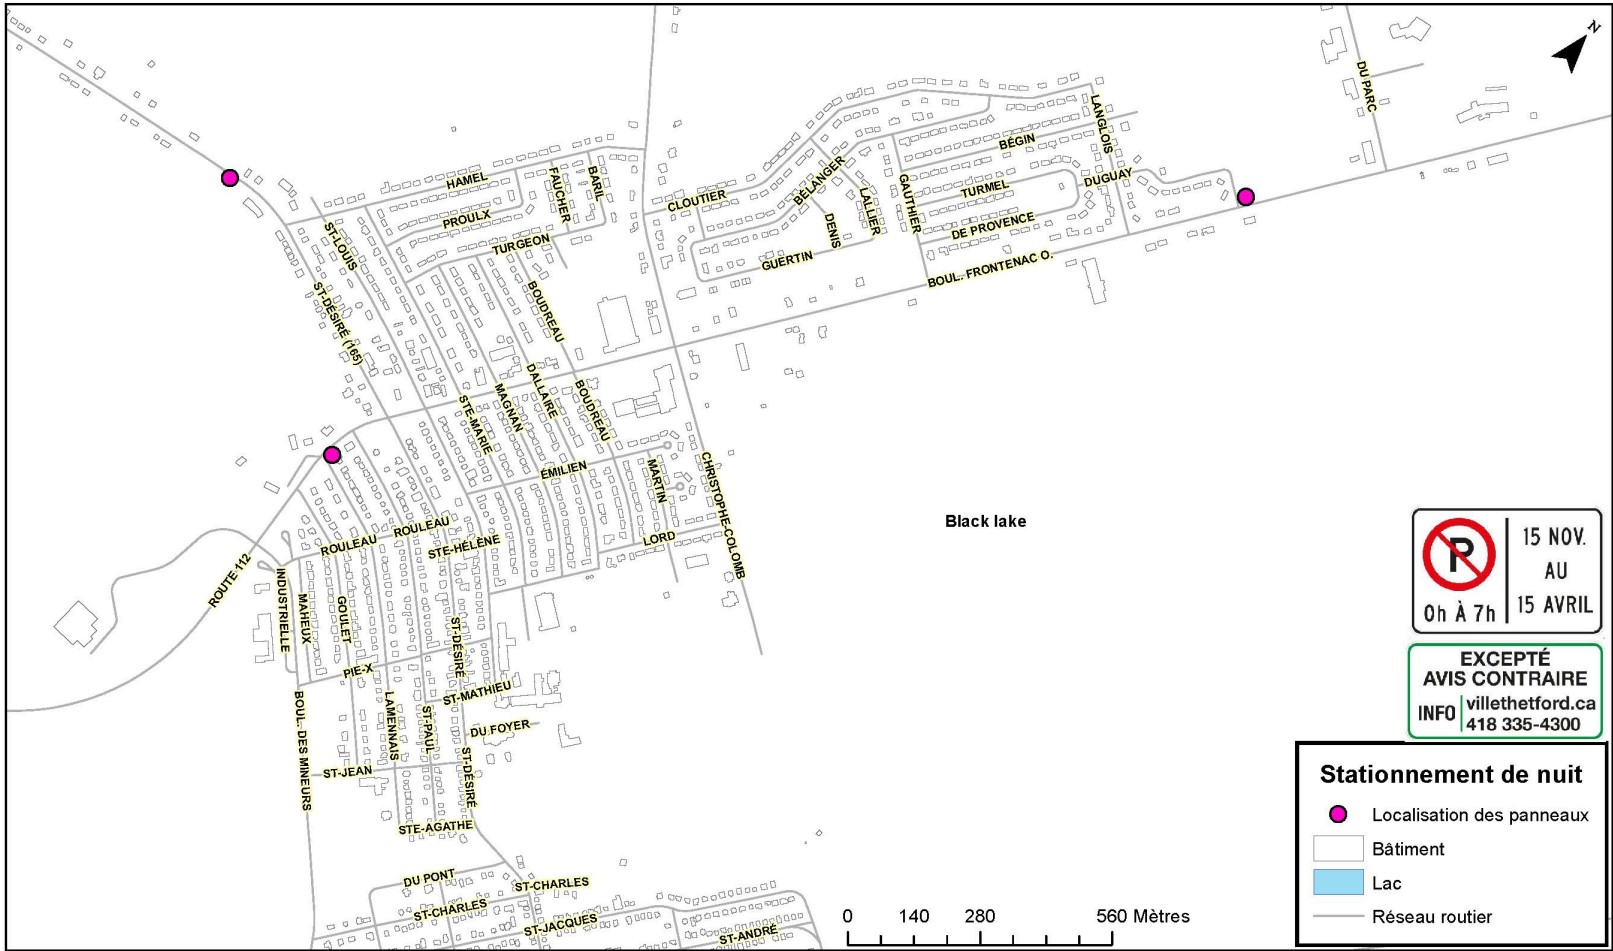 N
DU PARC
LANGLOIS
BÉGIN
HAMEL
FAUCHER
BARIL
BÉLANGER
DUGUAY
TURMEL
CLOUTIER
LALLIER
GAUTHIER
PROULX
ST-LOUIS
DENIS
DE PROVENCE
TURGEON
GUERTIN
BOUL. FRONTENAC O.
ST-DÉSIRÉ (165)
BOUDREAU
DALLAIRE
MAGNAN
BOUDREAU
STE-MARIE
ÉMILIEN
MARTIN
CHRISTOPHE-COLOMB
Black lake
ROULEAU
ROULEAU
STE-HÉLÈNE
LORD
ROUTE 112
INDUSTRIELLE
MAHEUX
GOULET
ST-DÉSIRÉ
PIE-X
ST-MATHIEU
BOUL. DES MINEURS
LAMENNAIS
ST-PAUL
DU FOYER
ST-JEAN
ST-DÉSIRÉ
STE-AGATHE
DU PONT
ST-CHARLES
ST-CHARLES
ST-JACQUES
ST-ANDRÉ
0 140 280 560 Mètres
P
0h À 7h
15 NOV.
AU
15 AVRIL
EXCEPTÉ
AVIS CONTRAIRE
INFO
villethetford.ca
418 335-4300
Stationnement de nuit
Localisation des panneaux
Bâtiment
Lac
Réseau routier